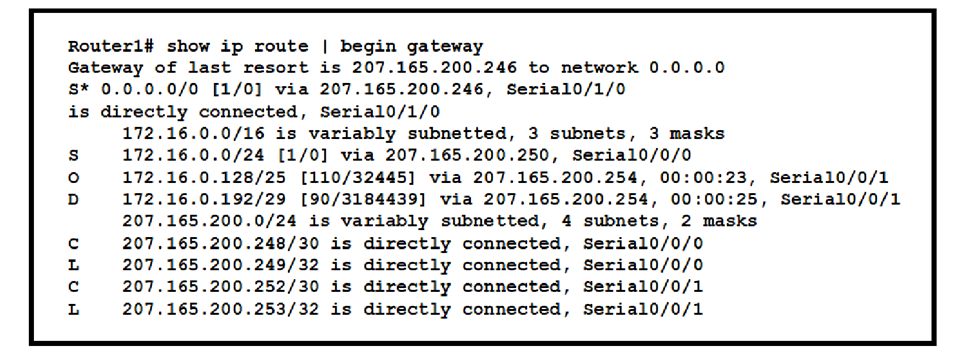 Router1# show ip route | begin gateway
Gateway of last resort is 207.165.200.246 to network 0.0.0.0
S* 0.0.0.0/0 [1/0] via 207.165.200.246, Serial0/1/0
is directly connected, Serial0/1/0
172.16.0.0/16 is variably subnetted, 3 subnets, 3 masks
S 172.16.0.0/24 [1/0] via 207.165.200.250, Serial0/0/0
O 172.16.0.128/25 [110/32445] via 207.165.200.254, 00:00:23, Serial0/0/1
D 172.16.0.192/29 [90/3184439] via 207.165.200.254, 00:00:25, Serial0/0/1
207.165.200.0/24 is variably subnetted, 4 subnets, 2 masks
C 207.165.200.248/30 is directly connected, Serial0/0/0
L 207.165.200.249/32 is directly connected, Serial0/0/0
C 207.165.200.252/30 is directly connected, Serial0/0/1
L 207.165.200.253/32 is directly connected, Serial0/0/1